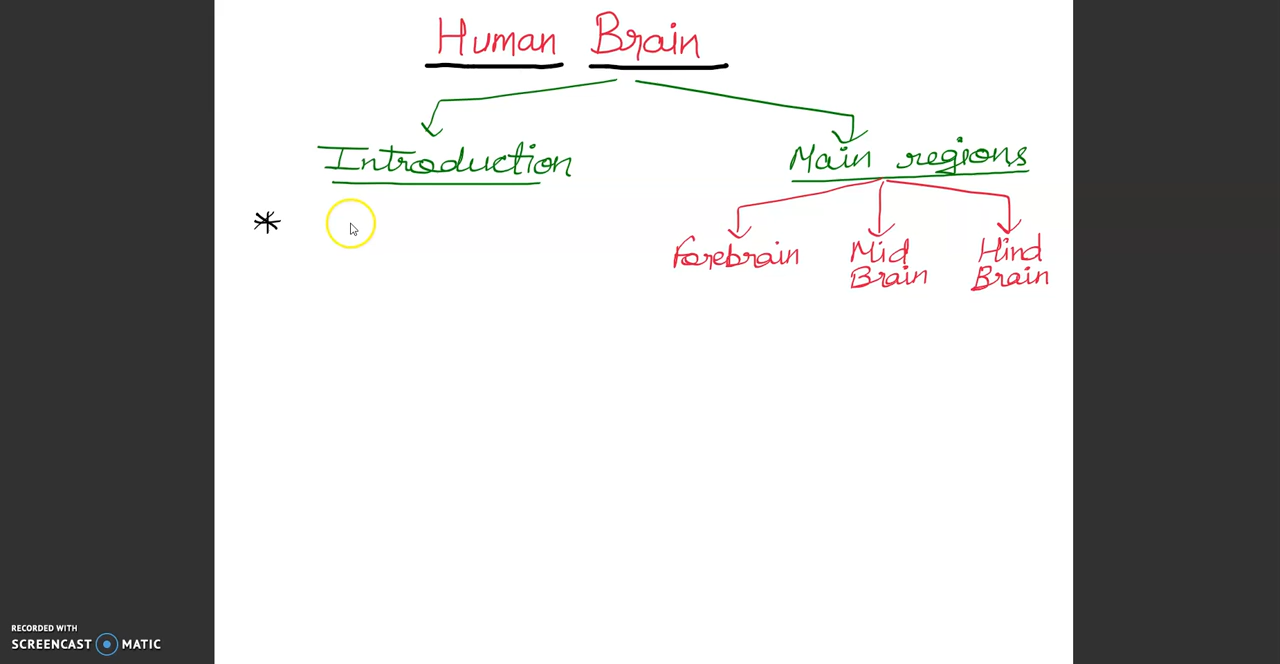 Human Brain
Introduction
Main regions
*
Forebrain
Mid
Brain
Hind
Brain
RECORDED WITH
SCREENCAST MATIC